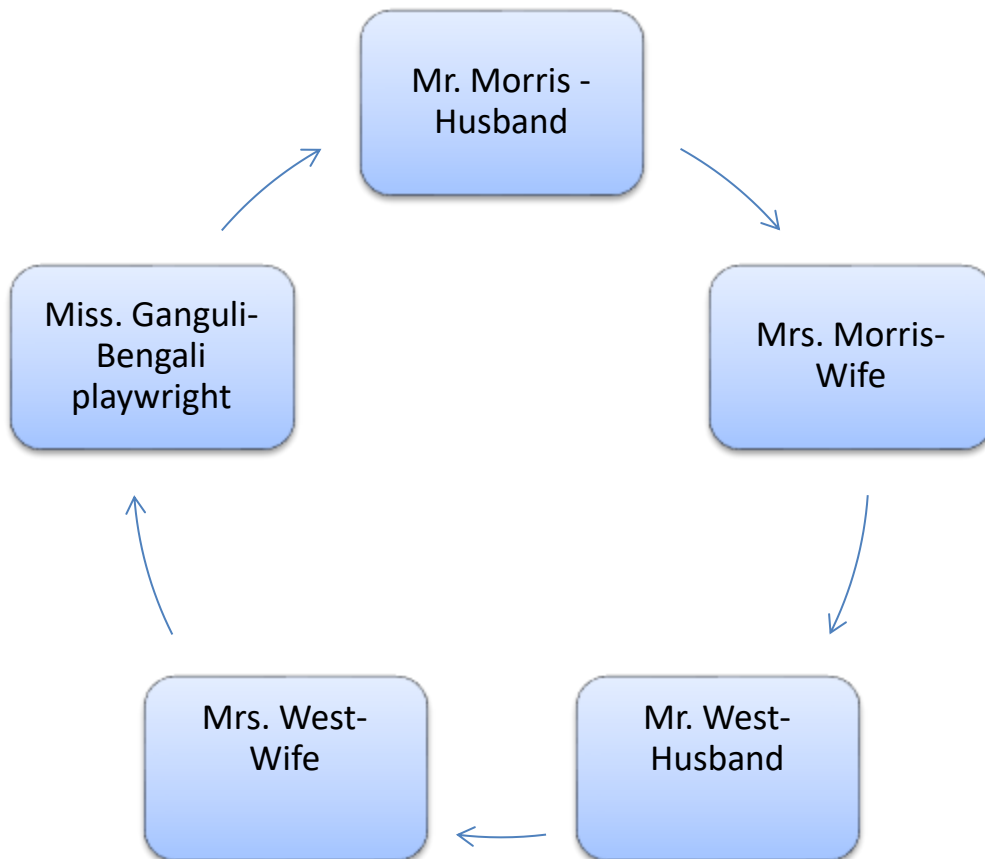 Mr. Morris -
Husband
Mrs. Morris-
Wife
Mr. West-
Husband
Mrs. West-
Wife
Miss. Ganguli-
Bengali
playwright